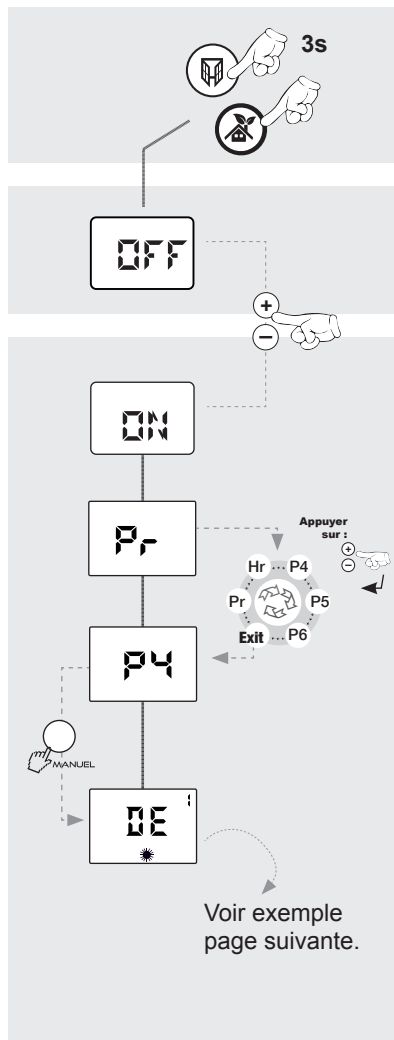 3s
OFF
+
−
ON
Pr
Appuyer
sur :
+
−
Hr ... P4
Pr
P5
Exit ... P6
P4
MANUEL
DE 1
Voir exemple
page suivante.